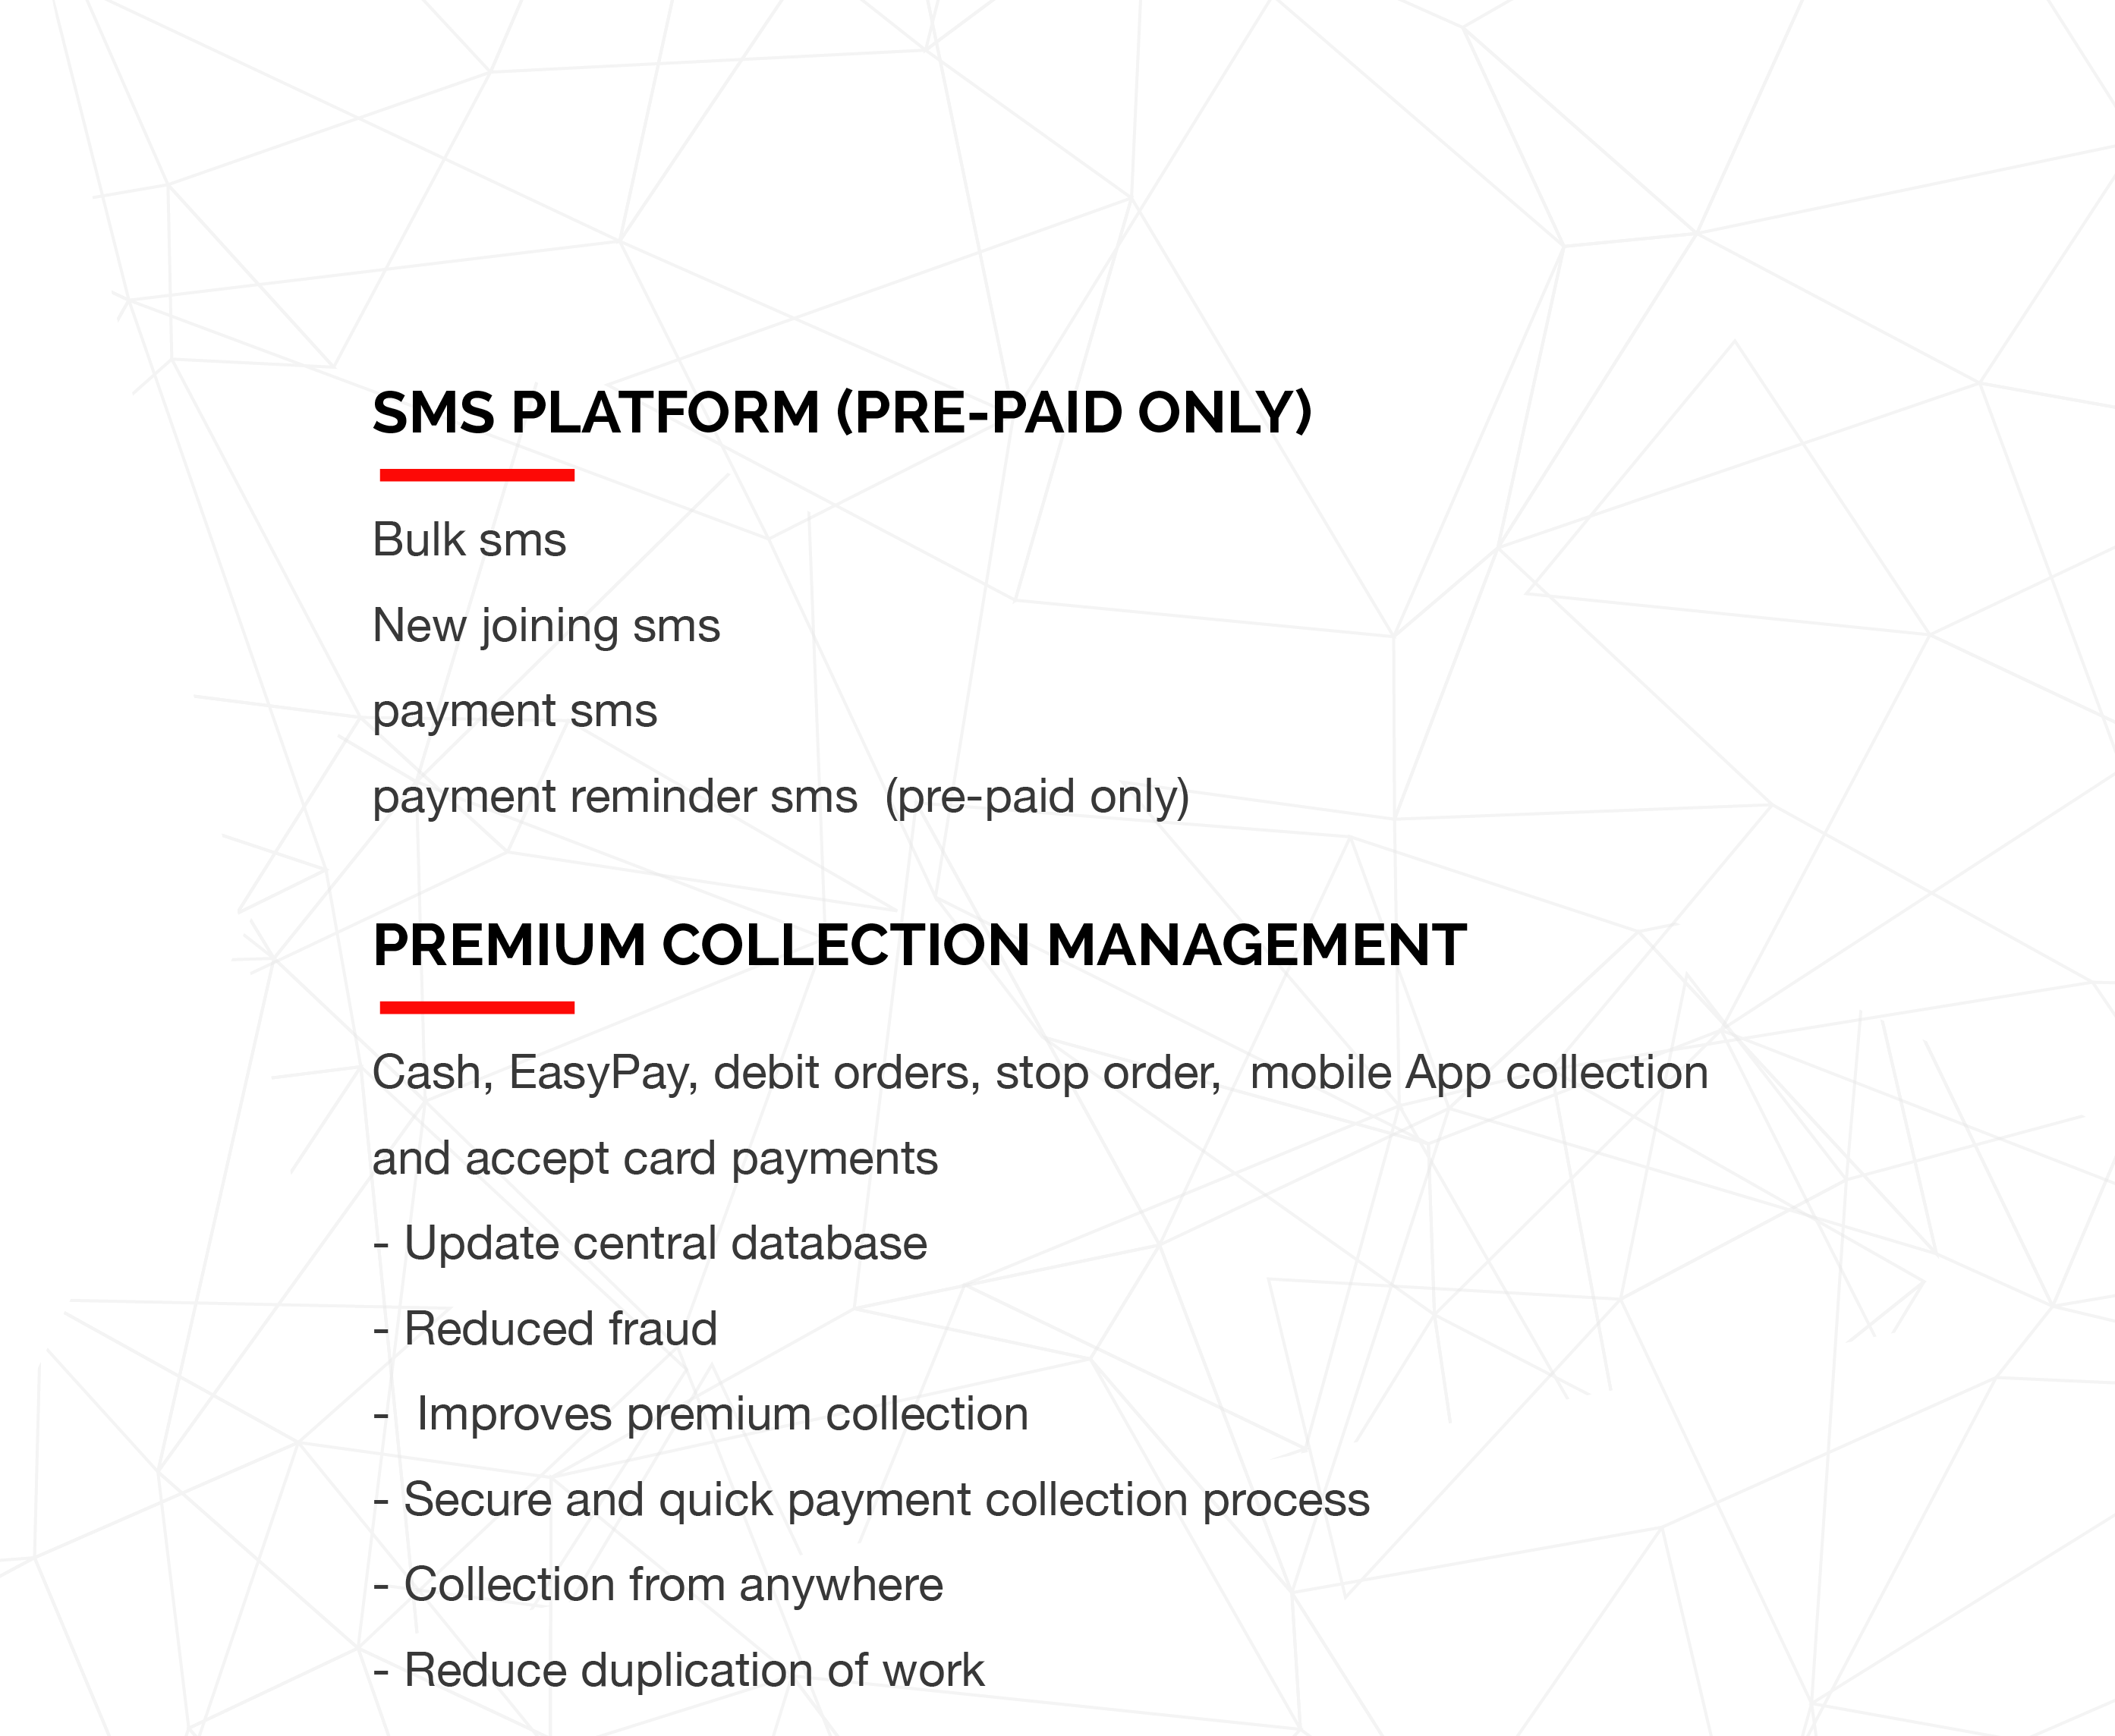 SMS PLATFORM (PRE-PAID ONLY)
Bulk sms
New joining sms
payment sms
payment reminder sms  (pre-paid only)
PREMIUM COLLECTION MANAGEMENT
Cash, EasyPay, debit orders, stop order,  mobile App collection
and accept card payments
- Update central database
- Reduced fraud
-  Improves premium collection
- Secure and quick payment collection process
- Collection from anywhere
- Reduce duplication of work